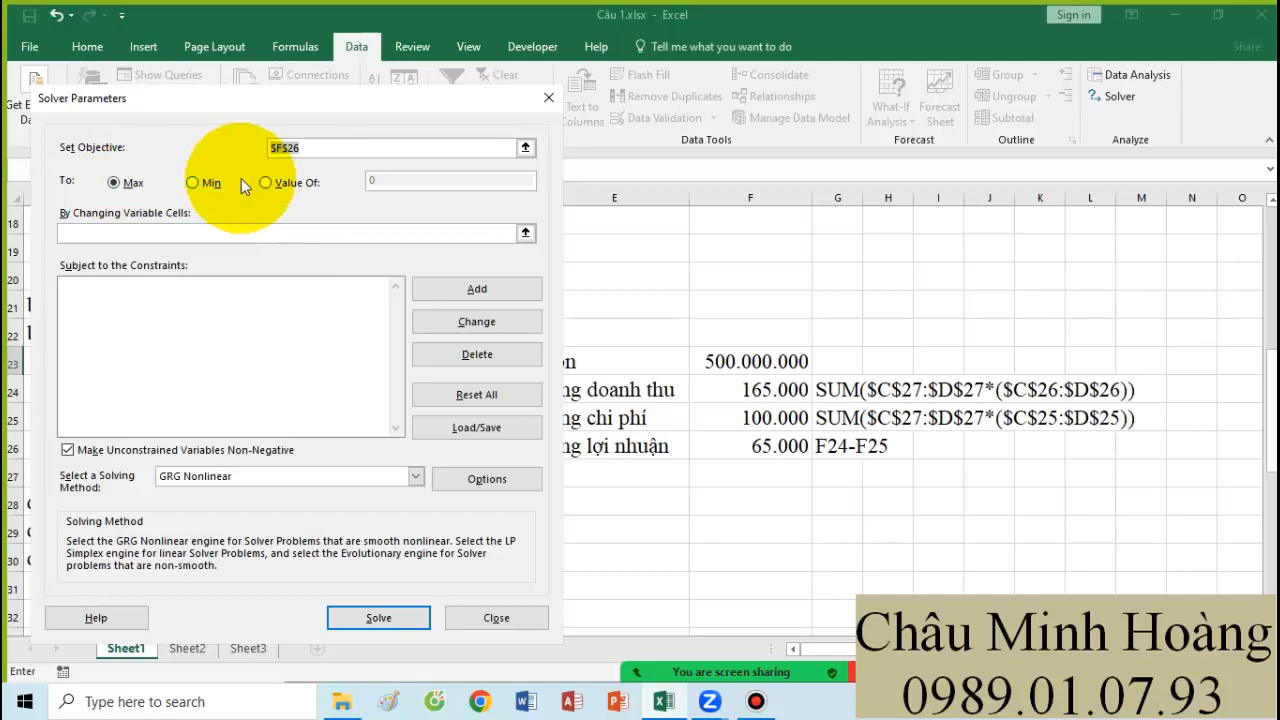 Câu 1.xlsx - Excel
Sign in
File Home Insert Page Layout Formulas Data Review View Developer Help Tell me what you want to do Share
Show Queries Connections Clear Flash Fill Consolidate Group Data Analysis
Remove Duplicates Relationships Ungroup Solver
Text to Columns Data Validation Manage Data Model What-If Analysis Forecast Sheet Subtotal
Data Tools Forecast Outline Analyze
Solver Parameters
Set Objective: $F$26
To: Max Min Value Of: 0
By Changing Variable Cells:
Subject to the Constraints:
Add
Change
Delete
Reset All
Load/Save
Make Unconstrained Variables Non-Negative
Select a Solving Method: GRG Nonlinear Options
Solving Method
Select the GRG Nonlinear engine for Solver Problems that are smooth nonlinear. Select the LP
Simplex engine for linear Solver Problems, and select the Evolutionary engine for Solver
problems that are non-smooth.
Help Solve Close
E F G H I J K L M N O
18
19
20
21
22
23 500.000.000
24 doanh thu 165.000 SUM($C$27:$D$27*($C$26:$D$26))
25 chi phí 100.000 SUM($C$27:$D$27*($C$25:$D$25))
26 lợi nhuận 65.000 F24-F25
27
28
29
30
31
32
Sheet1 Sheet2 Sheet3
Enter
You are screen sharing
Type here to search
Châu Minh Hoàng
0989.01.07.93